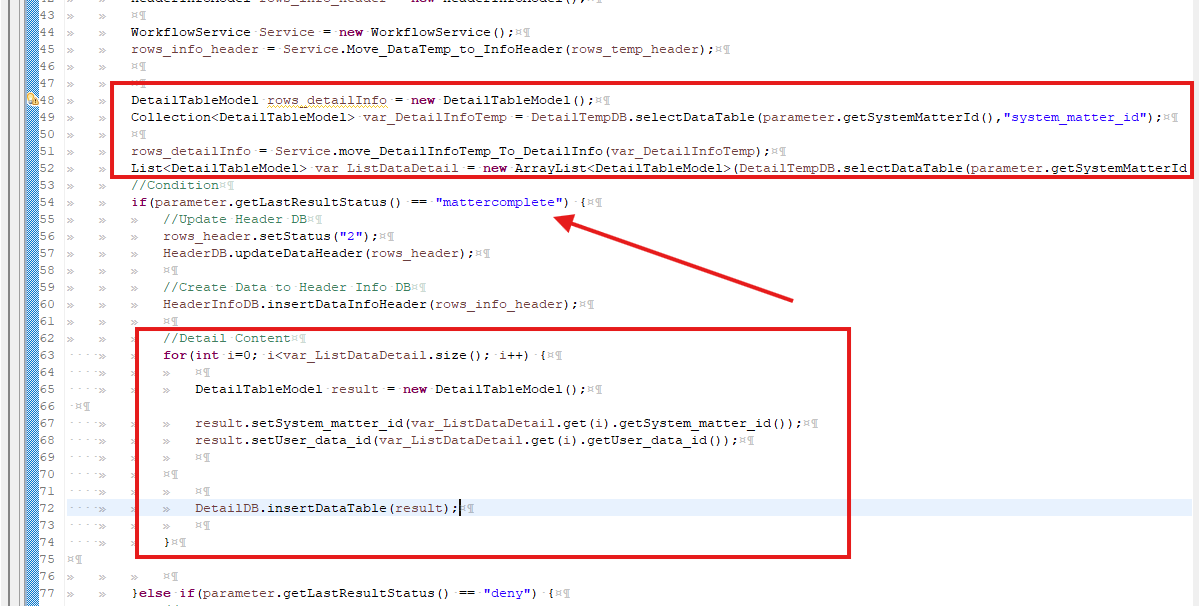 HeaderInfoModel rows_info_header = new HeaderInfoModel();
43
44 WorkflowService Service = new WorkflowService();
45 rows_info_header = Service.Move_DataTemp_to_InfoHeader(rows_temp_header);
46
47
48 DetailTableModel rows_detailInfo = new DetailTableModel();
49 Collection<DetailTableModel> var_DetailInfoTemp = DetailTempDB.selectDataTable(parameter.getSystemMatterId(),"system_matter_id");
50
51 rows_detailInfo = Service.move_DetailInfoTemp_To_DetailInfo(var_DetailInfoTemp);
52 List<DetailTableModel> var_ListDataDetail = new ArrayList<DetailTableModel>(DetailTempDB.selectDataTable(parameter.getSystemMatterId
53 //Condition
54 if(parameter.getLastResultStatus() == "mattercomplete") {
55 //Update Header DB
56 rows_header.setStatus("2");
57 HeaderDB.updateDataHeader(rows_header);
58
59 //Create Data to Header Info DB
60 HeaderInfoDB.insertDataInfoHeader(rows_info_header);
61
62 //Detail Content
63 for(int i=0; i<var_ListDataDetail.size(); i++) {
64
65 DetailTableModel result = new DetailTableModel();
66
67 result.setSystem_matter_id(var_ListDataDetail.get(i).getSystem_matter_id());
68 result.setUser_data_id(var_ListDataDetail.get(i).getUser_data_id());
69
70
71
72 DetailDB.insertDataTable(result);
73
74 }
75
76
77 }else if(parameter.getLastResultStatus() == "deny") {